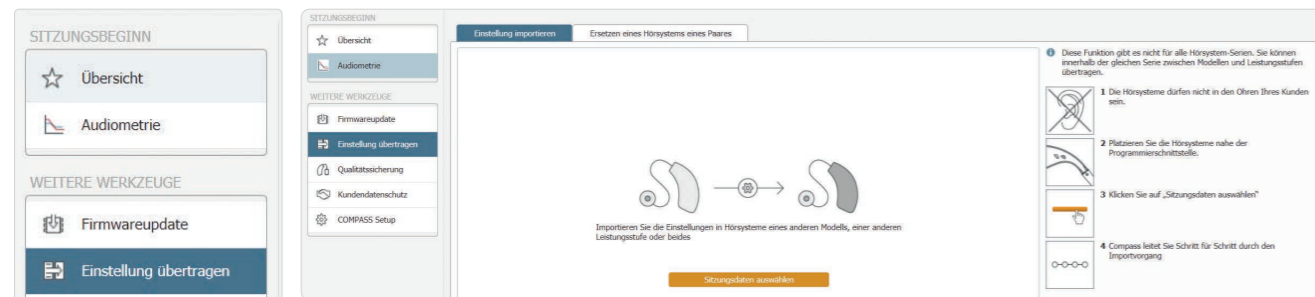 SITZUNGSBEGINN
Übersicht
Audiometrie
WEITERE WERKZEUGE
Firmwareupdate
Einstellung übertragen
SITZUNGSBEGINN
Übersicht
Audiometrie
WEITERE WERKZEUGE
Firmwareupdate
Einstellung übertragen
Qualitätssicherung
Kundendatenschutz
COMPASS Setup
Einstellung importieren
Ersetzen eines Hörsystems eines Paares
Importieren Sie die Einstellungen in Hörsysteme eines anderen Modells, einer anderen
Leistungsstufe oder beides
Sitzungsdaten auswählen
Diese Funktion gibt es nicht für alle Hörsystem-Serien. Sie können
innerhalb der gleichen Serie zwischen Modellen und Leistungsstufen
übertragen.
1 Die Hörsysteme dürfen nicht in den Ohren Ihres Kunden
sein.
2 Platzieren Sie die Hörsysteme nahe der
Programmierschnittstelle.
3 Klicken Sie auf „Sitzungsdaten auswählen"
4 Compass leitet Sie Schritt für Schritt durch den
Importvorgang